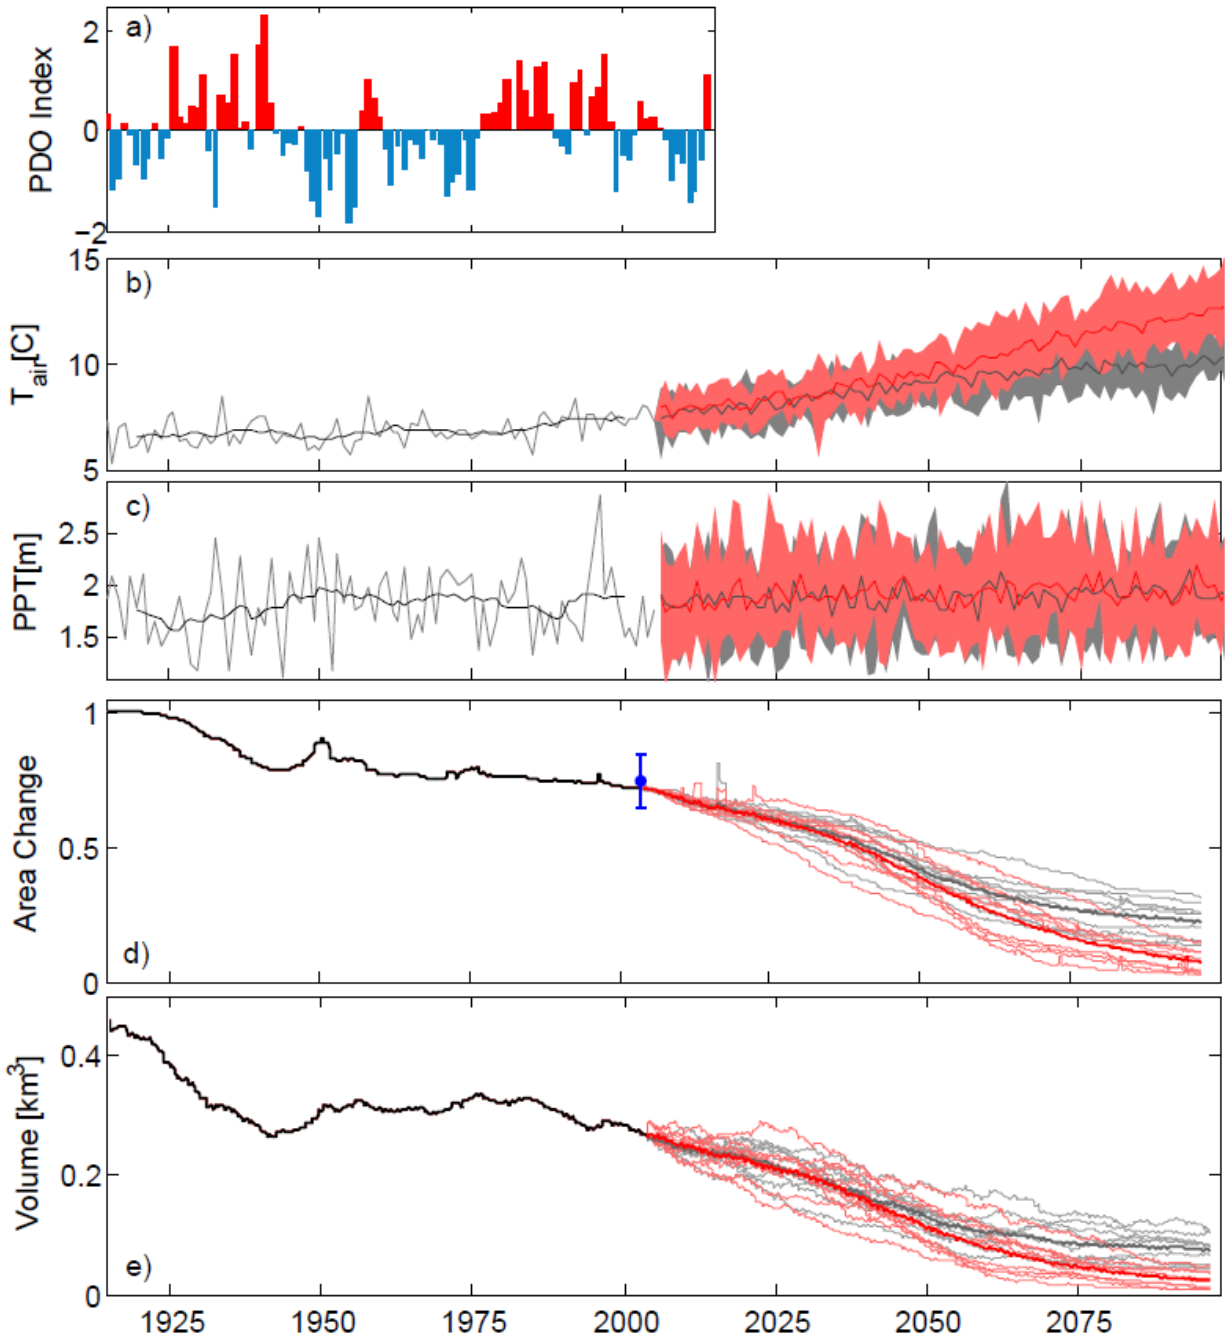 a)
2
0
−2
PDO Index
b)
15
10
5
T_air[C]
c)
2.5
2
1.5
PPT[m]
d)
1
0.5
0
Area Change
e)
0.4
0.2
0
Volume [km³]
1925 1950 1975 2000 2025 2050 2075